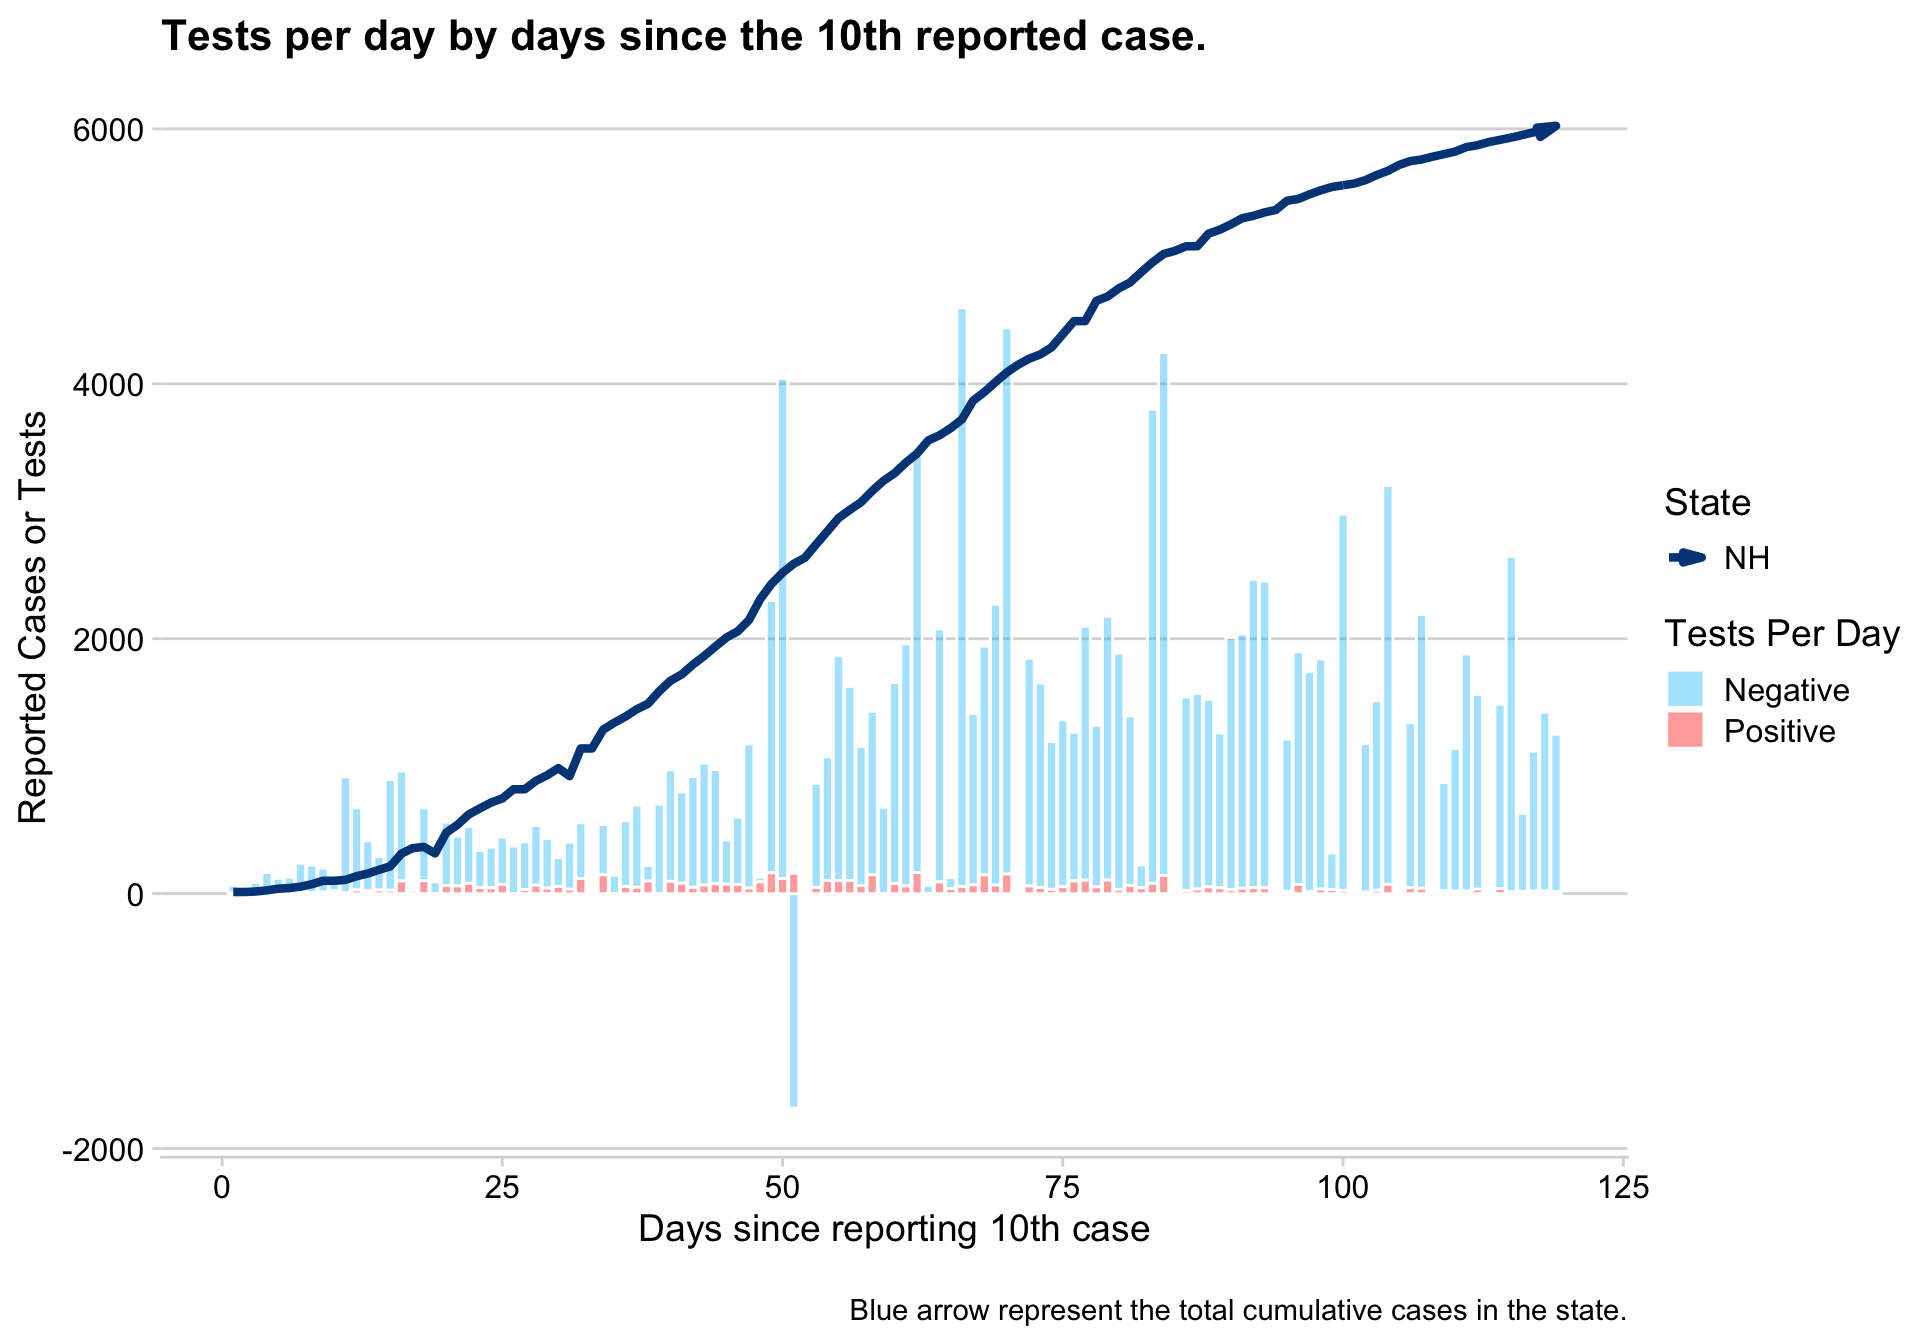 Tests per day by days since the 10th reported case.
6000
4000
2000
0
-2000
Reported Cases or Tests
0 25 50 75 100 125
Days since reporting 10th case
State
NH
Tests Per Day
Negative
Positive
Blue arrow represent the total cumulative cases in the state.